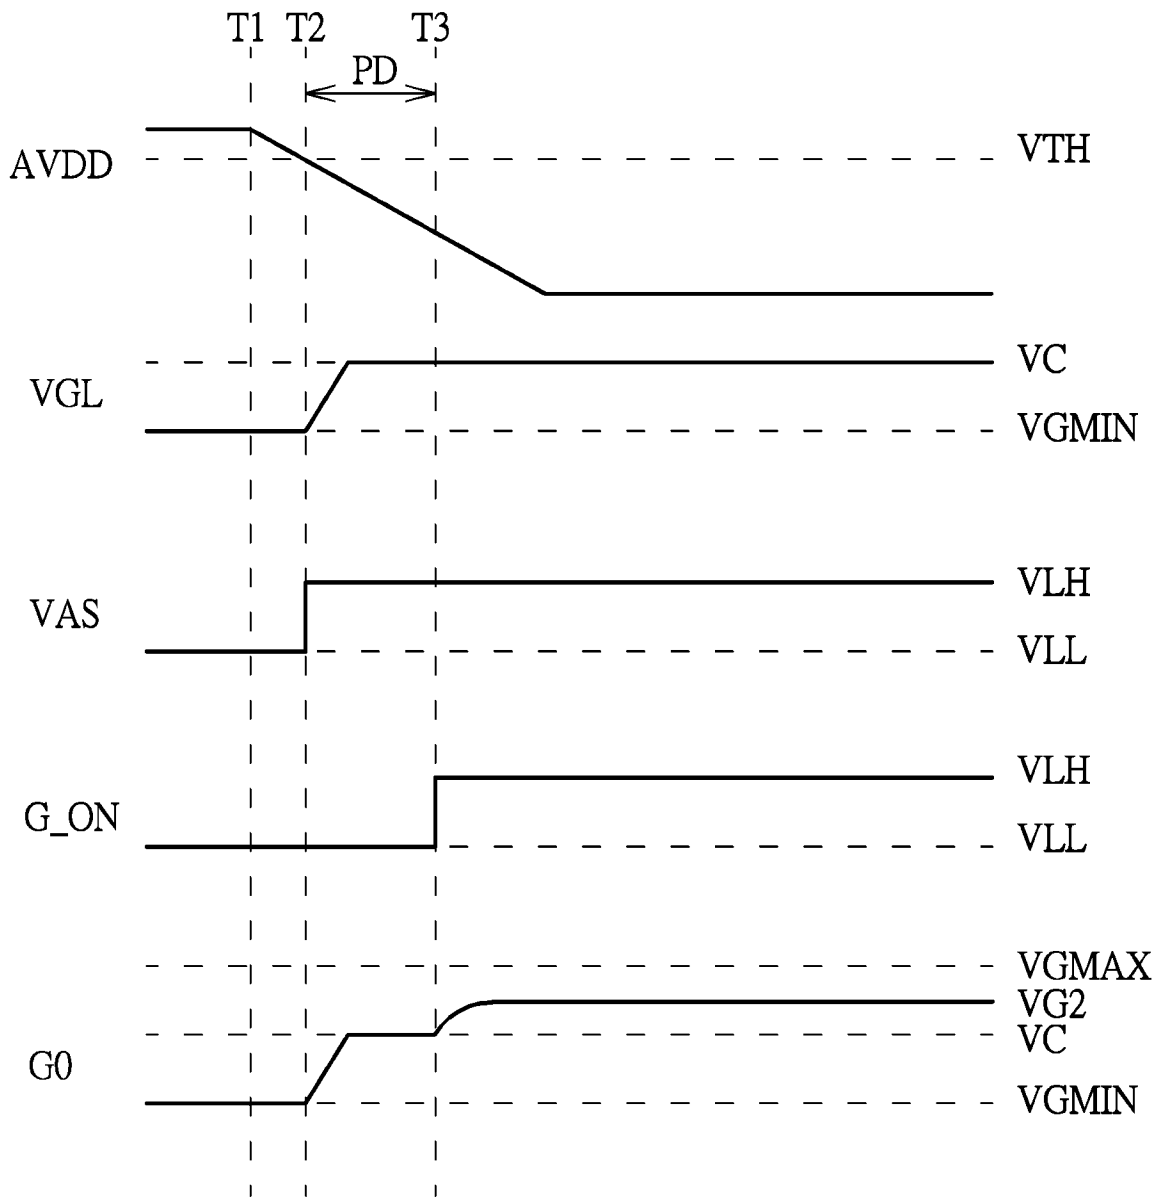 T1 T2 T3
PD
AVDD VTH
VC
VGL
VGMIN
VLH
VAS
VLL
VLH
G_ON
VLL
VGMAX
VG2
VC
G0
VGMIN